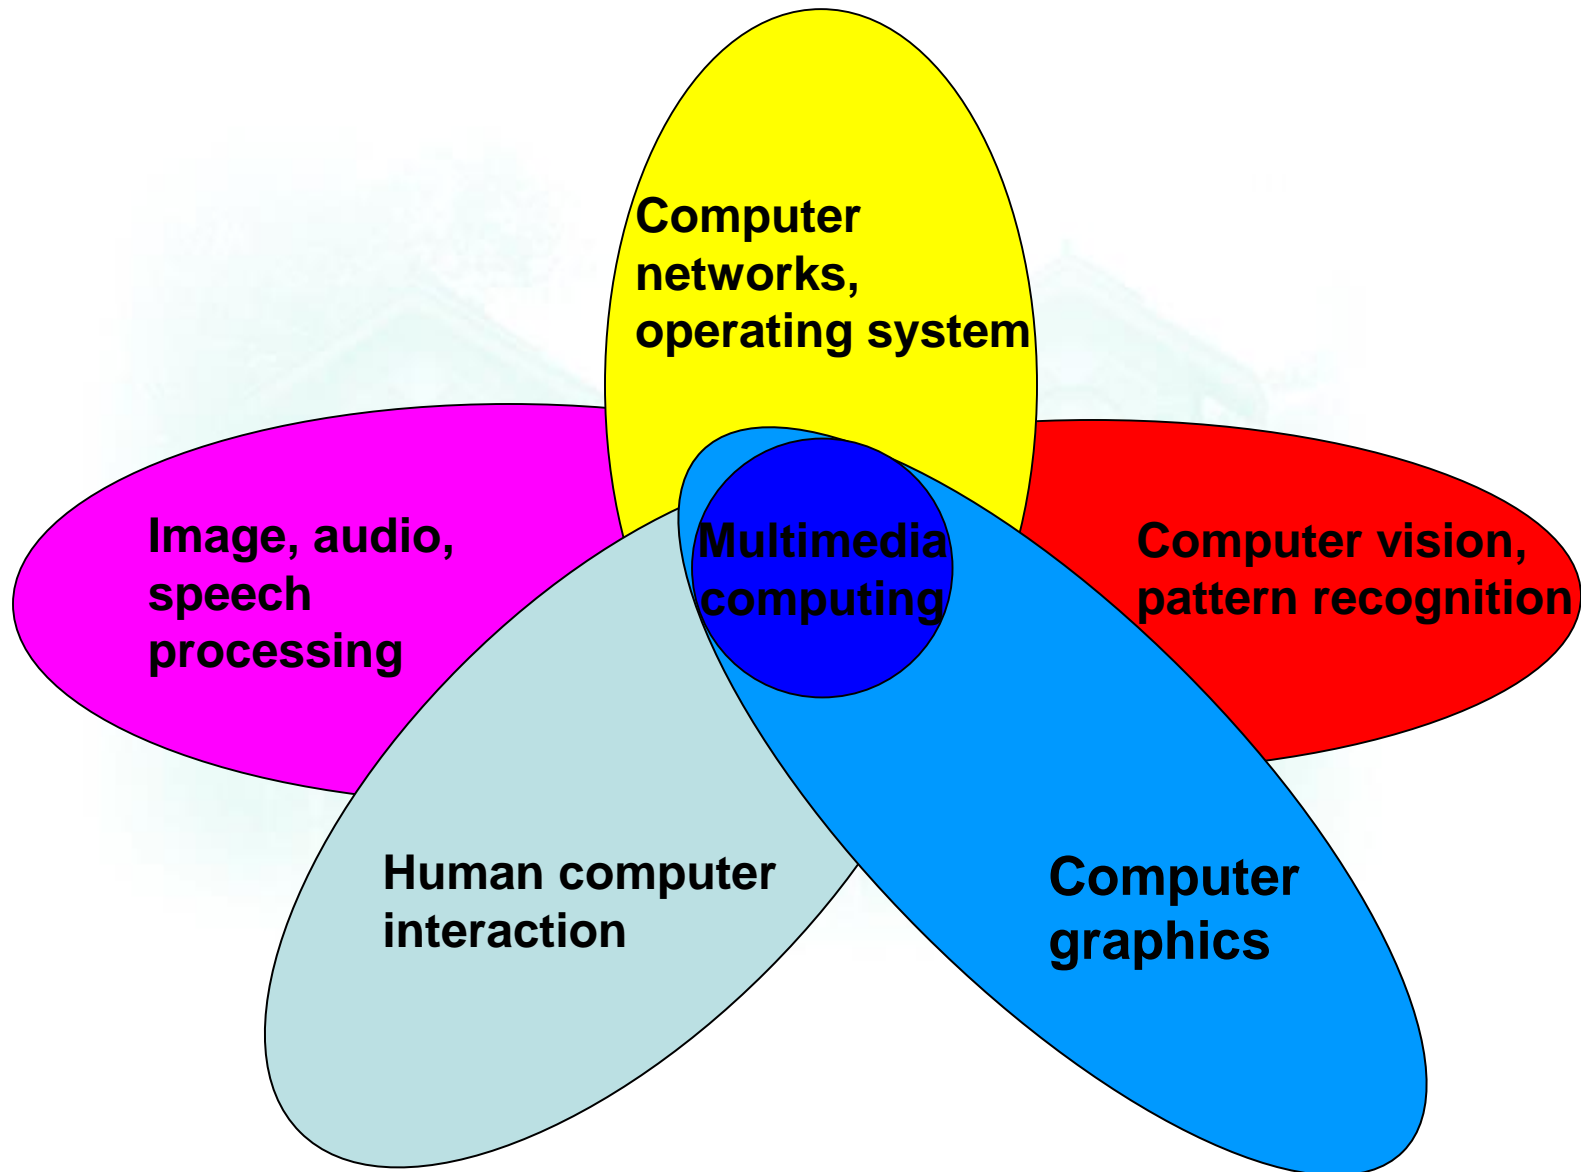 Computer
networks,
operating system
Image, audio,
speech
processing
Multimedia
computing
Computer vision,
pattern recognition
Human computer
interaction
Computer
graphics